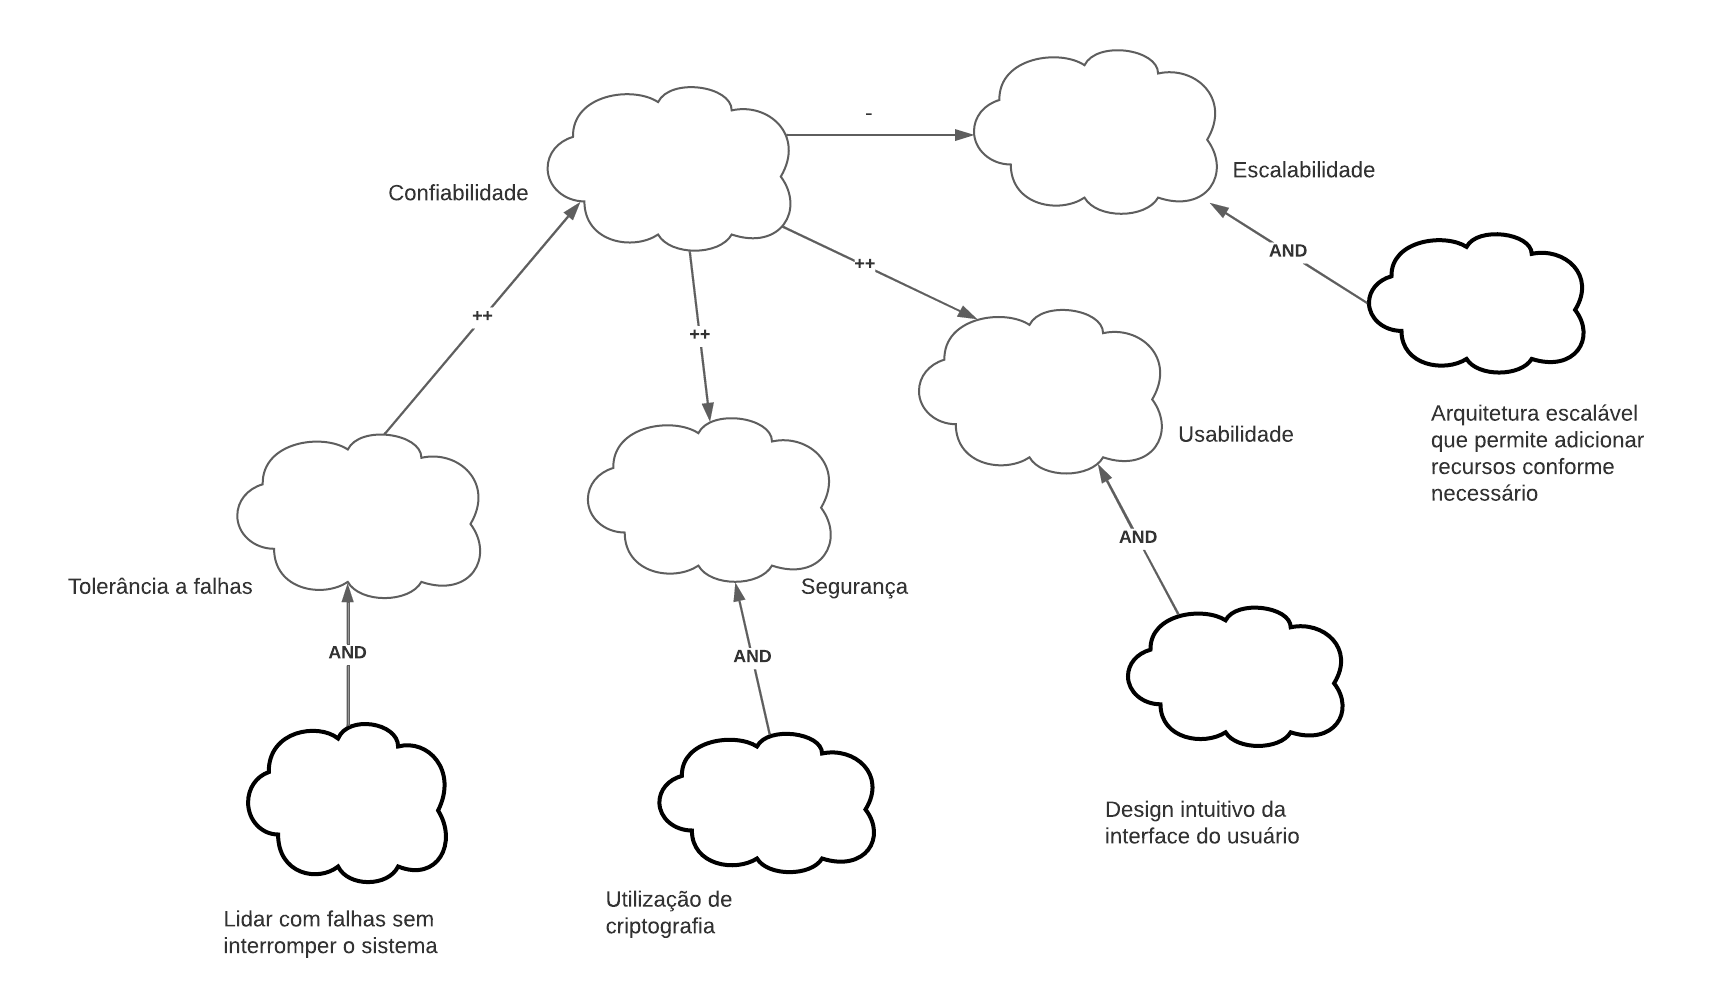 -
Escalabilidade
Confiabilidade
AND
++
++
++
Arquitetura escalável
que permite adicionar
recursos conforme
necessário
Usabilidade
AND
Tolerância a falhas
Segurança
AND
AND
Design intuitivo da
interface do usuário
Utilização de
criptografia
Lidar com falhas sem
interromper o sistema